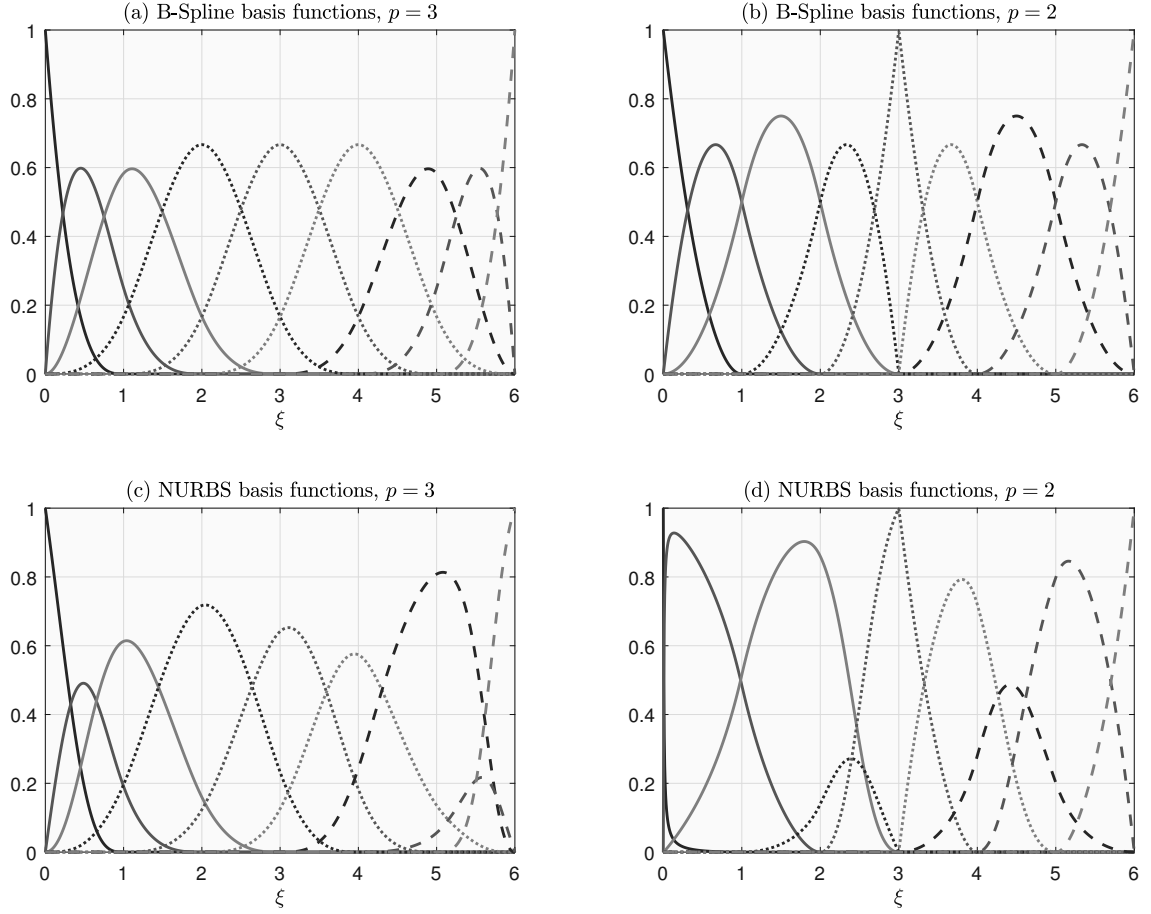 (a) B-Spline basis functions, p = 3
1
0.8
0.6
0.4
0.2
0
0 1 2 3 4 5 6
ξ
(b) B-Spline basis functions, p = 2
1
0.8
0.6
0.4
0.2
0
0 1 2 3 4 5 6
ξ
(c) NURBS basis functions, p = 3
1
0.8
0.6
0.4
0.2
0
0 1 2 3 4 5 6
ξ
(d) NURBS basis functions, p = 2
1
0.8
0.6
0.4
0.2
0
0 1 2 3 4 5 6
ξ